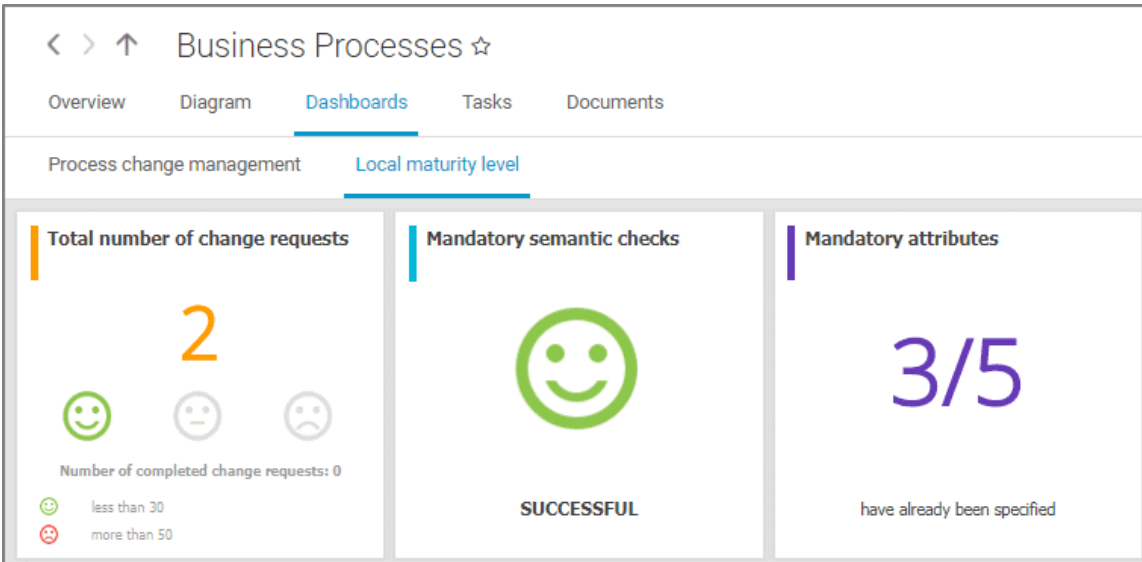 Business Processes
Overview Diagram Dashboards Tasks Documents
Process change management Local maturity level
Total number of change requests
2
Number of completed change requests: 0
less than 30
more than 50
Mandatory semantic checks
SUCCESSFUL
Mandatory attributes
3/5
have already been specified